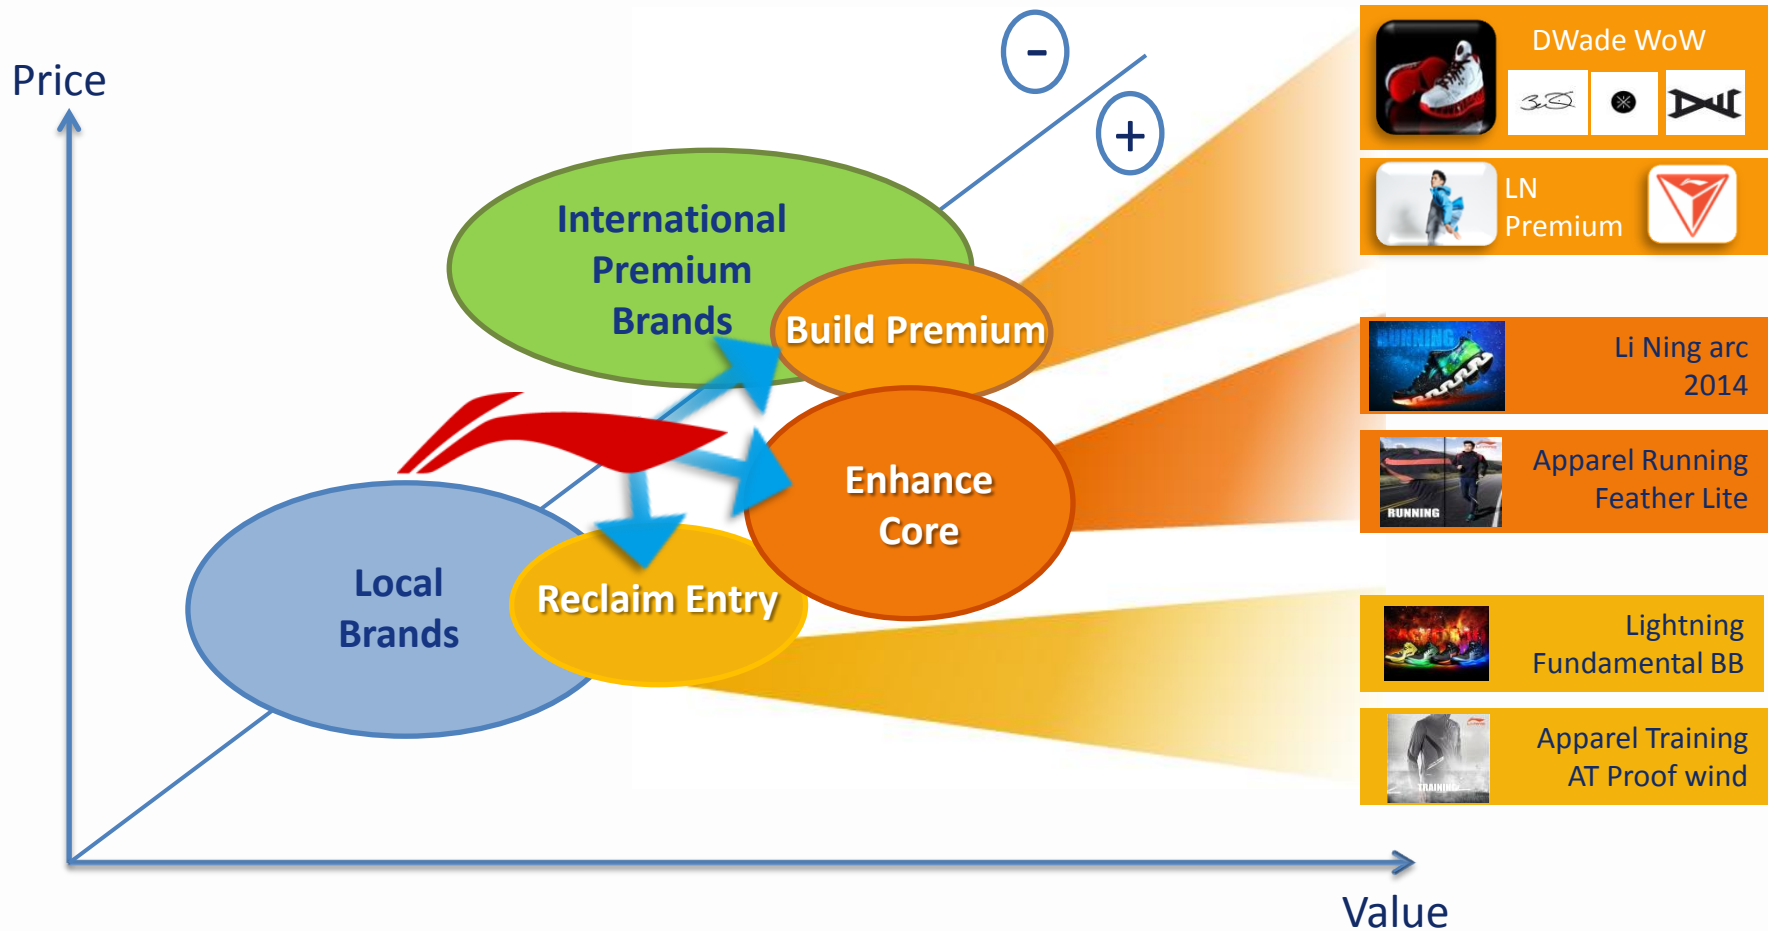 Price
-
+
International
Premium
Brands
Build Premium
Enhance
Core
Local
Brands
Reclaim Entry
Value
DWade WoW
LN
Premium
RUNNING
Li Ning arc
2014
RUNNING
Apparel Running
Feather Lite
Lightning
Fundamental BB
TRAINING
Apparel Training
AT Proof wind